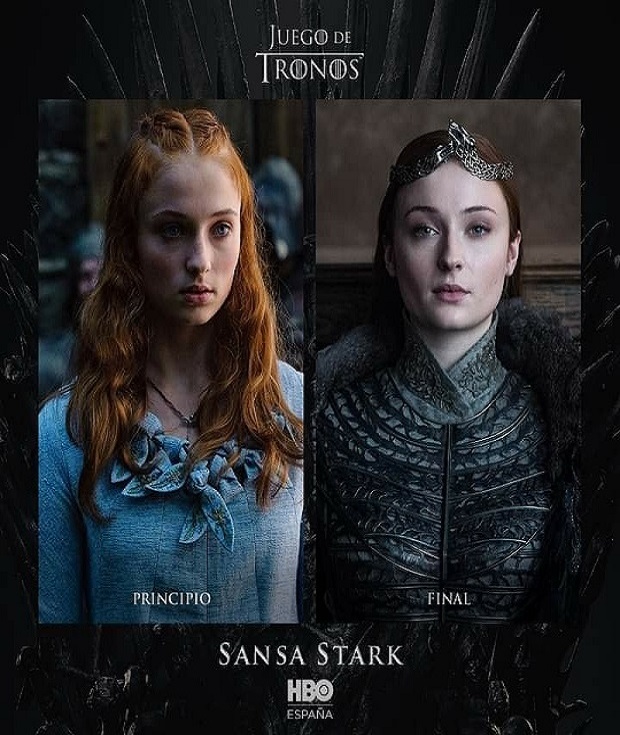 JUEGO DE
TRONOS
PRINCIPIO
FINAL
SANSA STARK
HBO
ESPAÑA